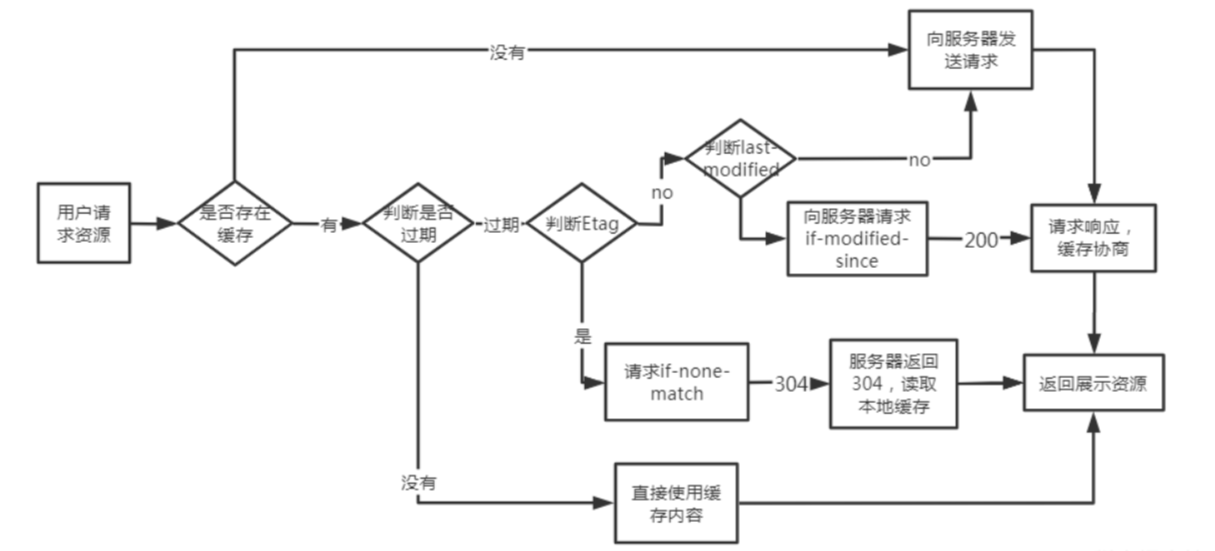 没有
向服务器发
送请求
判断last-
modified
no
no
用户请
求资源
是否存在
缓存
有
判断是否
过期
过期
判断Etag
向服务器请求
if-modified-
since
200
请求响应，
缓存协商
是
请求if-none-
match
304
服务器返回
304，读取
本地缓存
返回展示资源
没有
直接使用缓
存内容